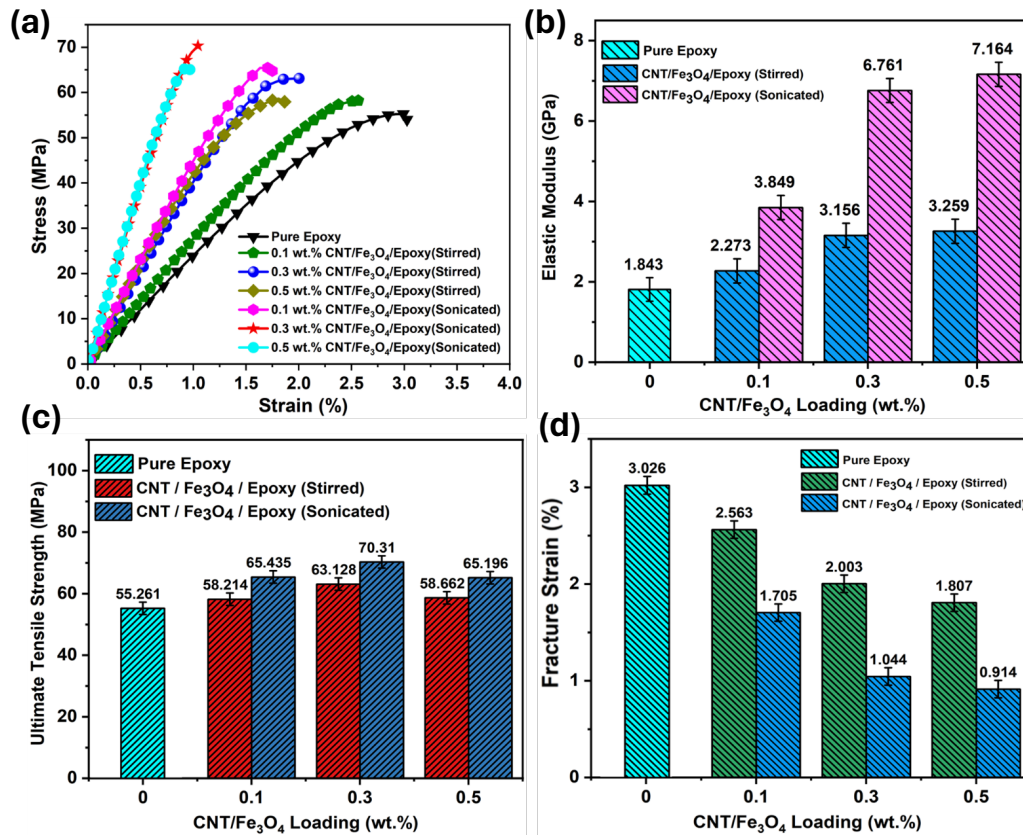 (a)
Stress (MPa)
70
60
50
40
30
20
10
0
Pure Epoxy
0.1 wt.% CNT/Fe₃O₄/Epoxy(Stirred)
0.3 wt.% CNT/Fe₃O₄/Epoxy(Stirred)
0.5 wt.% CNT/Fe₃O₄/Epoxy(Stirred)
0.1 wt.% CNT/Fe₃O₄/Epoxy(Sonicated)
0.3 wt.% CNT/Fe₃O₄/Epoxy(Sonicated)
0.5 wt.% CNT/Fe₃O₄/Epoxy(Sonicated)
0.0 0.5 1.0 1.5 2.0 2.5 3.0 3.5 4.0
Strain (%)
(b)
Elastic Modulus (GPa)
8
6
4
2
0
Pure Epoxy
CNT/Fe₃O₄/Epoxy (Stirred)
CNT/Fe₃O₄/Epoxy (Sonicated)
1.843
2.273
3.849
3.156
6.761
3.259
7.164
0 0.1 0.3 0.5
CNT/Fe₃O₄ Loading (wt.%)
(c)
Ultimate Tensile Strength (MPa)
100
80
60
40
20
0
Pure Epoxy
CNT / Fe₃O₄ / Epoxy (Stirred)
CNT / Fe₃O₄ / Epoxy (Sonicated)
55.261
58.214
65.435
63.128
70.31
58.662
65.196
0 0.1 0.3 0.5
CNT/Fe₃O₄ Loading (wt.%)
(d)
Fracture Strain (%)
3
2
1
0
Pure Epoxy
CNT / Fe₃O₄ / Epoxy (Stirred)
CNT / Fe₃O₄ / Epoxy (Sonicated)
3.026
2.563
1.705
2.003
1.044
1.807
0.914
0 0.1 0.3 0.5
CNT/Fe₃O₄ Loading (wt.%)